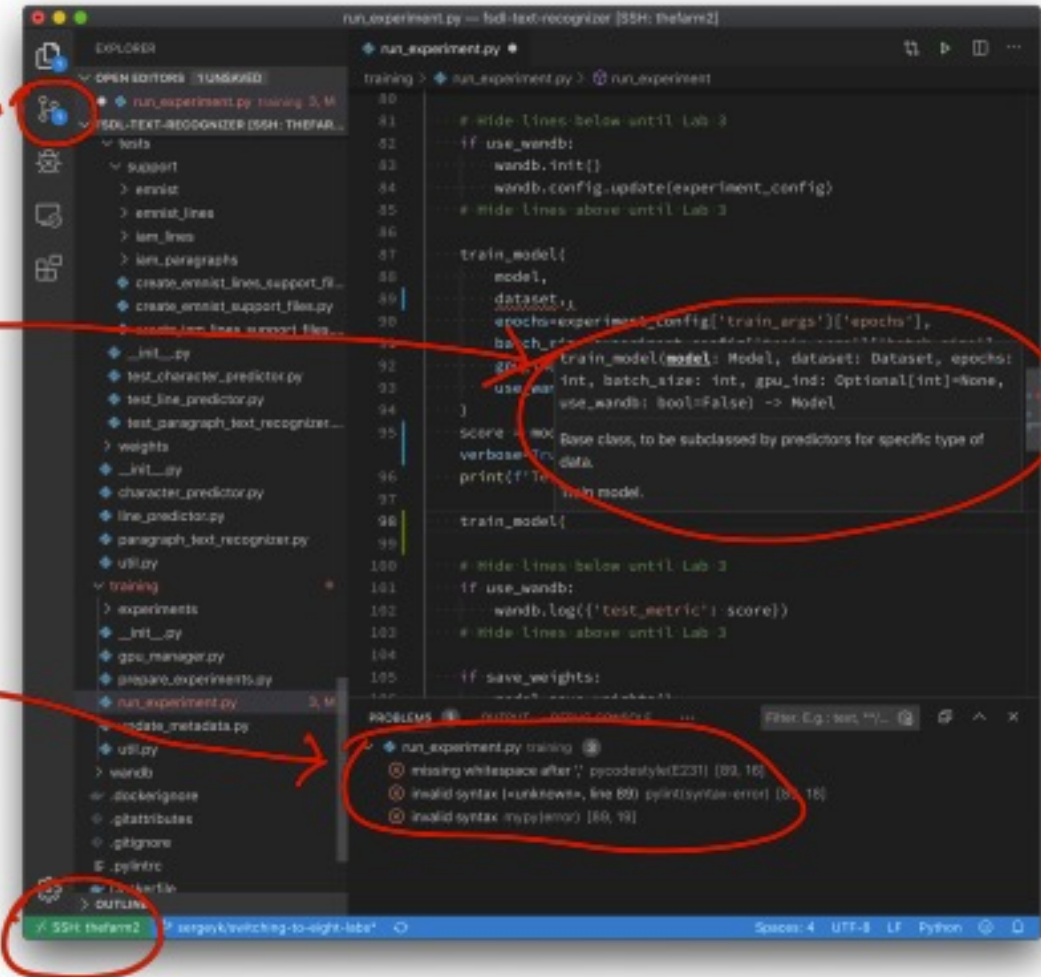 run_experiment.py — fsdl-text-recognizer [SSH: thefarm2]
EXPLORER
OPEN EDITORS 1 UNSAVED
run_experiment.py training 3, M
FSDL-TEXT-RECOGNIZER [SSH: THEFAR...
tests
support
emnist
emnist_lines
iam_lines
iam_paragraphs
create_emnist_lines_support_fil...
create_emnist_support_files.py
create_iam_lines_support_files....
__init__.py
test_character_predictor.py
test_line_predictor.py
test_paragraph_text_recognizer....
weights
__init__.py
character_predictor.py
line_predictor.py
paragraph_text_recognizer.py
util.py
training
experiments
__init__.py
gpu_manager.py
prepare_experiments.py
run_experiment.py 3, M
update_metadata.py
util.py
wandb
.dockerignore
.gitattributes
.gitignore
.pylintrc
OUTLINE
run_experiment.py
training > run_experiment.py > run_experiment
80
81 # Hide lines below until Lab 3
82 if use_wandb:
83 wandb.init()
84 wandb.config.update(experiment_config)
85 # Hide lines above until Lab 3
86
87 train_model(
88 model,
89 dataset,,
90 epochs=experiment_config['train_args']['epochs'],
92
93
94 )
95 score = mod
verbose=Tru
96 print(f'Te
97
98 train_model(
99
100 # Hide lines below until Lab 3
101 if use_wandb:
102 wandb.log({'test_metric': score})
103 # Hide lines above until Lab 3
104
105 if save_weights:
train_model(model: Model, dataset: Dataset, epochs:
int, batch_size: int, gpu_ind: Optional[int]=None,
use_wandb: bool=False) -> Model
Base class, to be subclassed by predictors for specific type of
data.
Train model.
PROBLEMS 3 OUTPUT DEBUG CONSOLE ... Filter. E.g.: text, **/...
run_experiment.py training 3
missing whitespace after ',' pycodestyle(E231) [89, 16]
invalid syntax (<unknown>, line 89) pylint(syntax-error) [89, 18]
invalid syntax mypy(error) [89, 19]
SSH: thefarm2 sergeyk/switching-to-eight-labs* Spaces: 4 UTF-8 LF Python